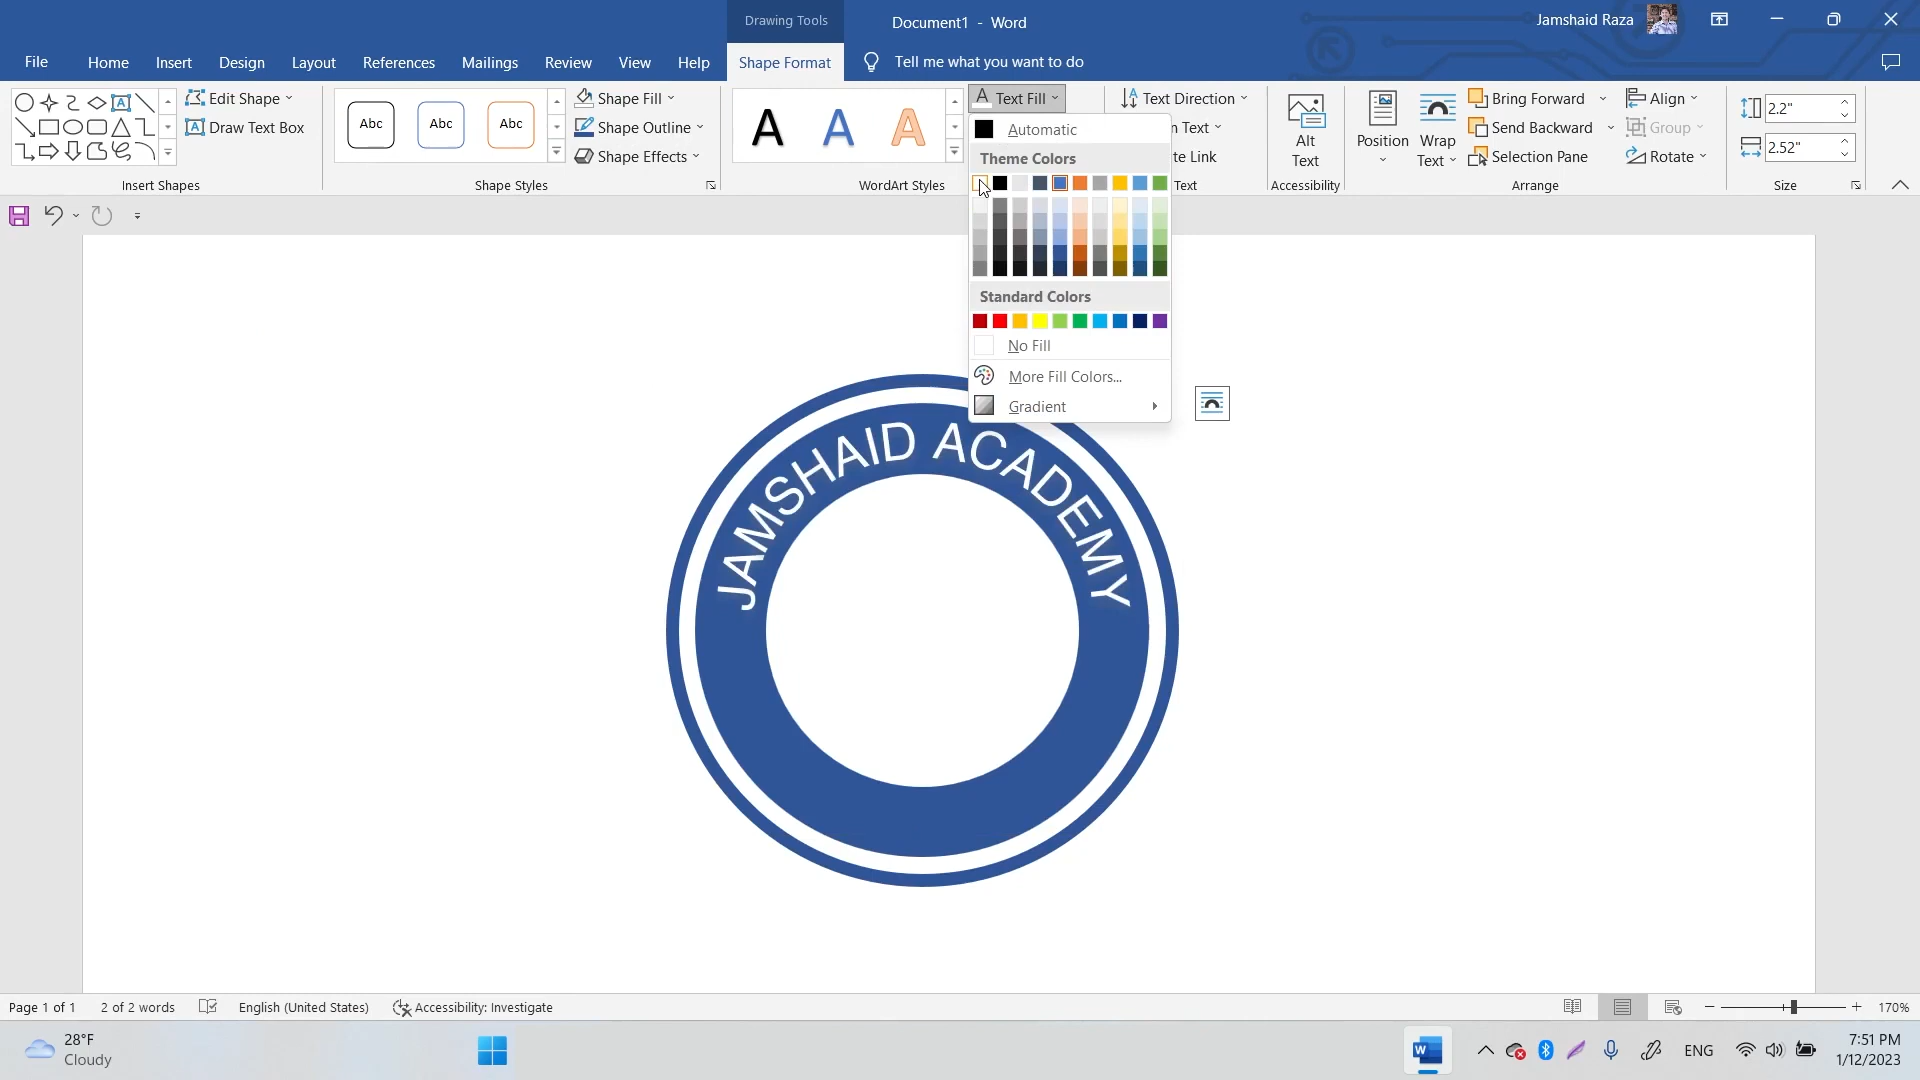 Drawing Tools
Document1 - Word
Jamshaid Raza
File Home Insert Design Layout References Mailings Review View Help Shape Format Tell me what you want to do
Edit Shape
Draw Text Box
Insert Shapes
Abc Abc Abc
Shape Fill
Shape Outline
Shape Effects
Shape Styles
A A A
WordArt Styles
A Text Fill
Automatic
Theme Colors
Standard Colors
No Fill
More Fill Colors...
Gradient
Text Direction
n Text
te Link
Text
Alt
Text
Accessibility
Position
Wrap
Text
Bring Forward
Send Backward
Selection Pane
Align
Group
Rotate
Arrange
2.2"
2.52"
Size
JAMSHAID ACADEMY
Page 1 of 1 2 of 2 words English (United States) Accessibility: Investigate 170%
28°F
Cloudy
W
ENG
7:51 PM
1/12/2023